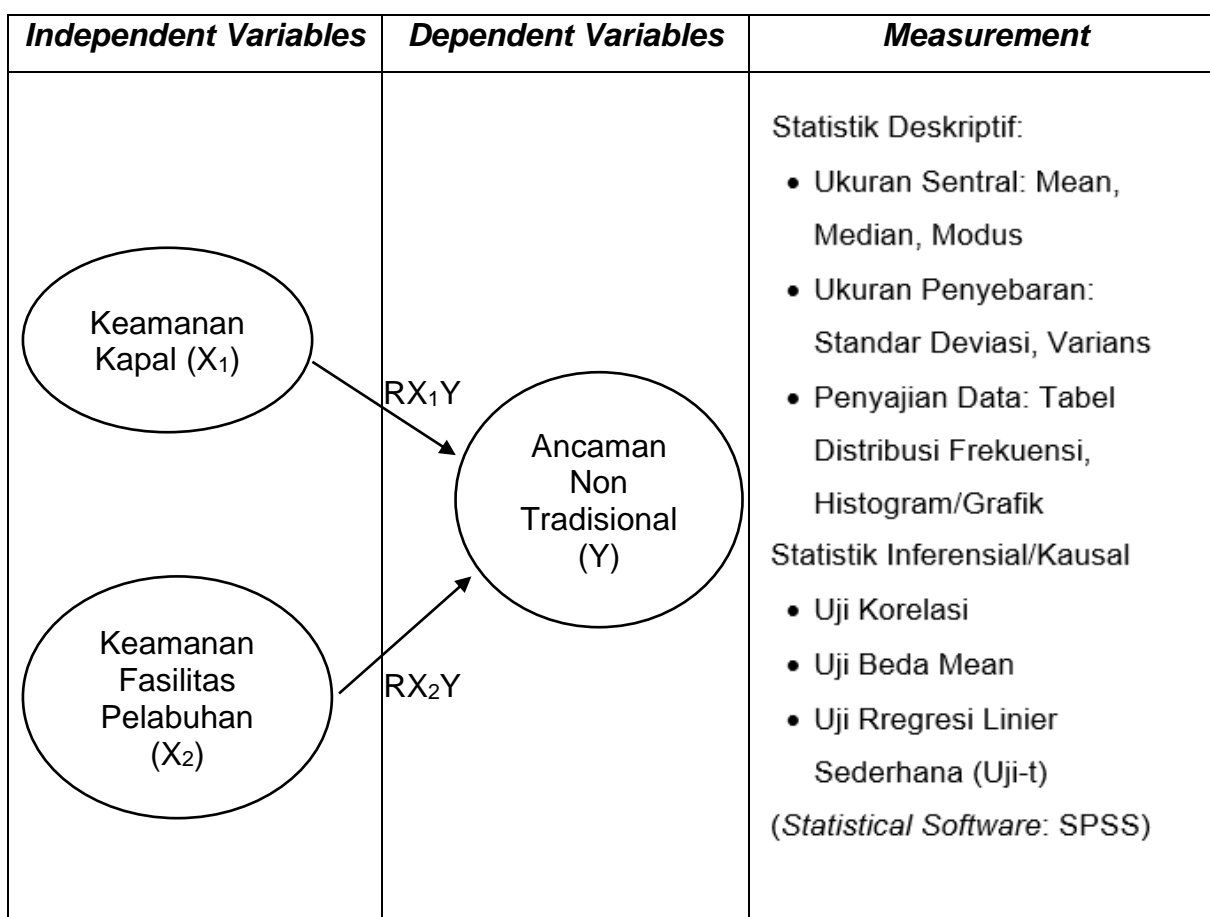 Independent Variables
Dependent Variables
Measurement
Keamanan
Kapal (X₁)
RX₁Y
Keamanan
Fasilitas
Pelabuhan
(X₂)
RX₂Y
Ancaman
Non
Tradisional
(Y)
Statistik Deskriptif:
• Ukuran Sentral: Mean,
Median, Modus
• Ukuran Penyebaran:
Standar Deviasi, Varians
• Penyajian Data: Tabel
Distribusi Frekuensi,
Histogram/Grafik
Statistik Inferensial/Kausal
• Uji Korelasi
• Uji Beda Mean
• Uji Rregresi Linier
Sederhana (Uji-t)
(Statistical Software: SPSS)